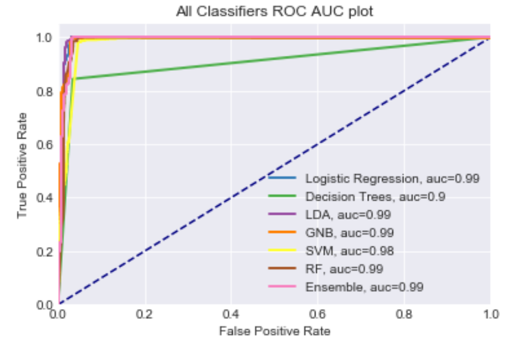 All Classifiers ROC AUC plot
1.0
0.8
0.6
0.4
0.2
0.0
True Positive Rate
Logistic Regression, auc=0.99
Decision Trees, auc=0.9
LDA, auc=0.99
GNB, auc=0.99
SVM, auc=0.98
RF, auc=0.99
Ensemble, auc=0.99
0.0 0.2 0.4 0.6 0.8 1.0
False Positive Rate